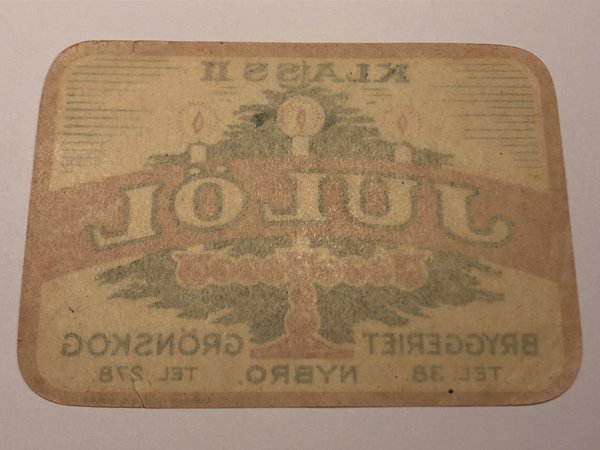 KLASS II
JULÖL
BRYGGERIET GRÖNSKOG
TEL. 38 NYBRO. TEL 278